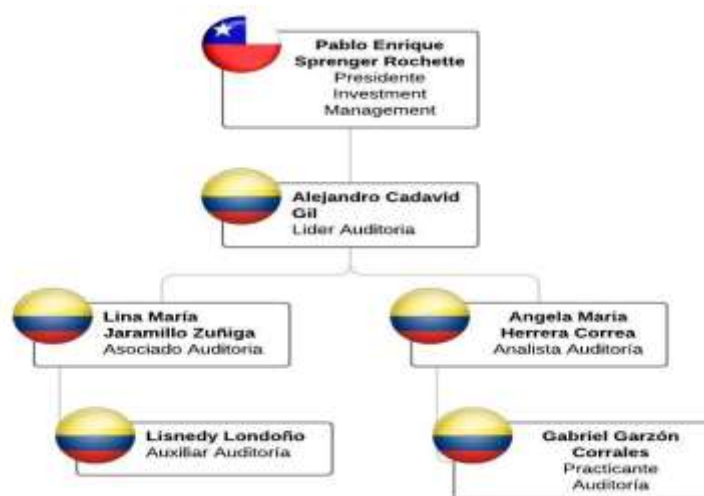 Pablo Enrique
Sprenger Rochette
Presidente
Investment
Management
Alejandro Cadavid
Gil
Lider Auditoria
Lina María
Jaramillo Zuñiga
Asociado Auditoria
Angela Maria
Herrera Correa
Analista Auditoría
Lisnedy Londoño
Auxiliar Auditoría
Gabriel Garzón
Corrales
Practicante
Auditoría